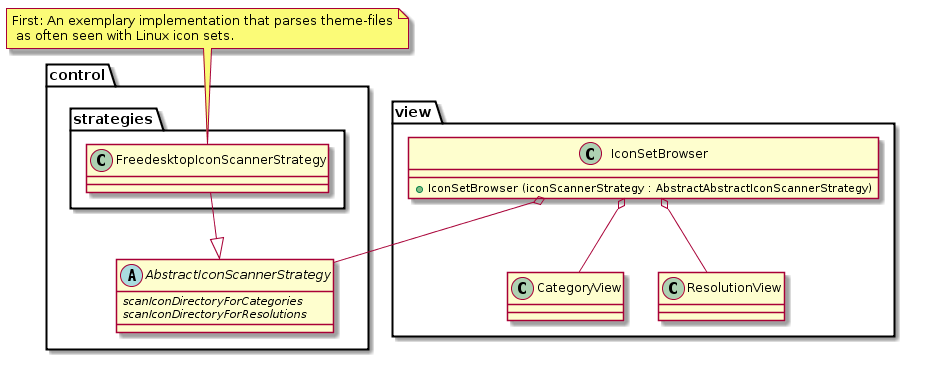 First: An exemplary implementation that parses theme-files
as often seen with Linux icon sets.
control
strategies
C FreedesktopIconScannerStrategy
A AbstractIconScannerStrategy
scanIconDirectoryForCategories
scanIconDirectoryForResolutions
view
C IconSetBrowser
IconSetBrowser (iconScannerStrategy : AbstractAbstractIconScannerStrategy)
C CategoryView
C ResolutionView